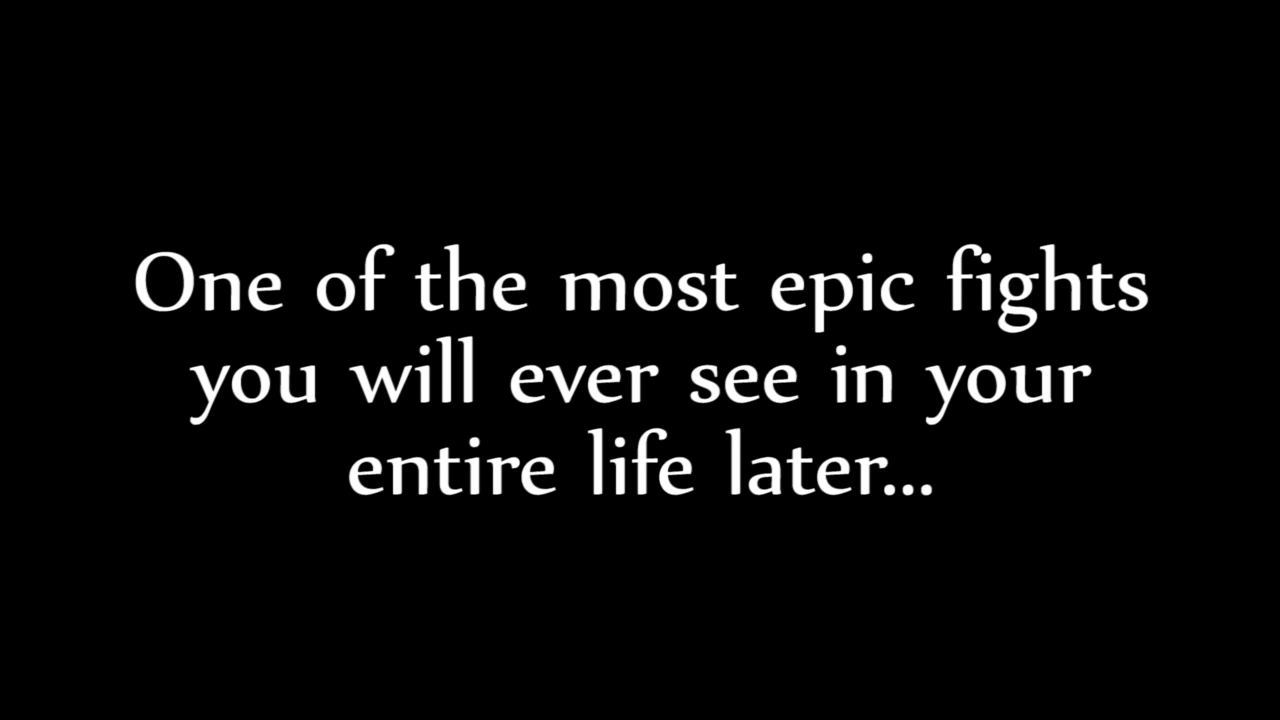 One of the most epic fights
you will ever see in your
entire life later...